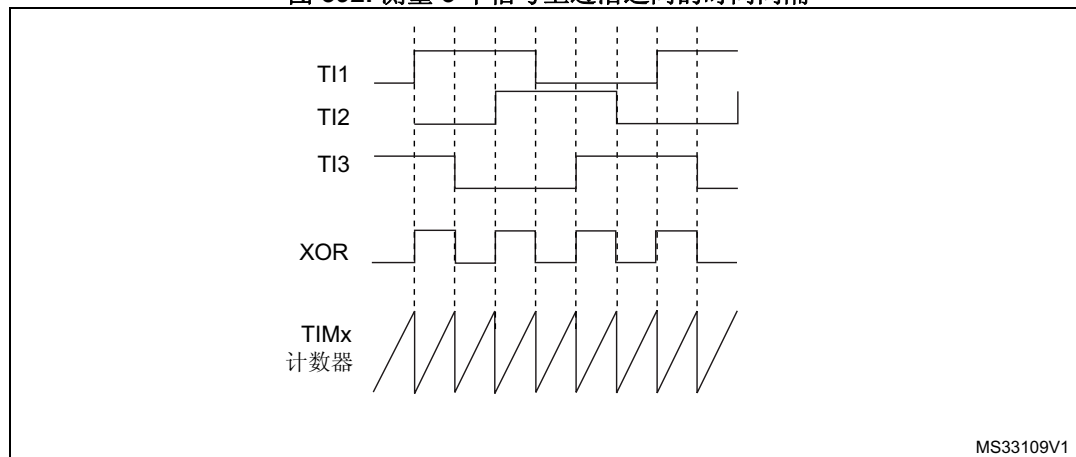 TI1
TI2
TI3
XOR
TIMx
计数器
MS33109V1